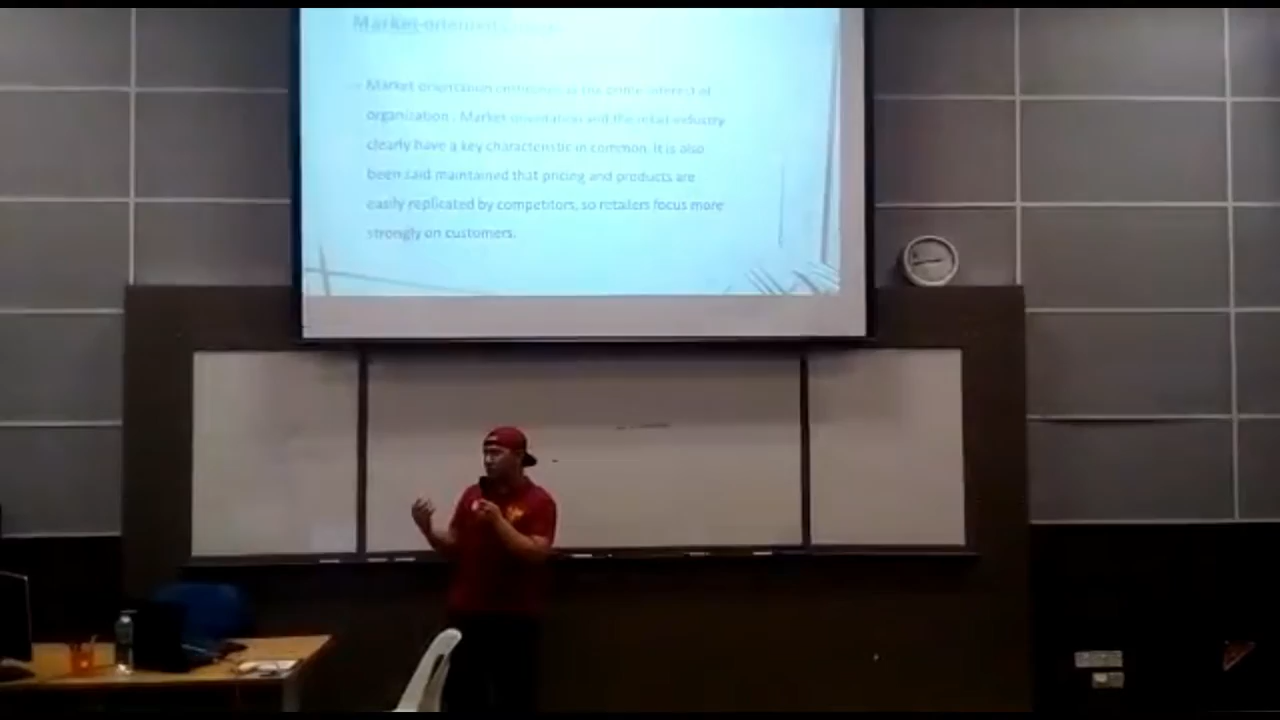 Market-oriented
Market orientation is the prime interest of
organization. Market orientation and the retail industry
clearly have a key characteristic in common. It is also
been said maintained that pricing and products are
easily replicated by competitors, so retailers focus more
strongly on customers.